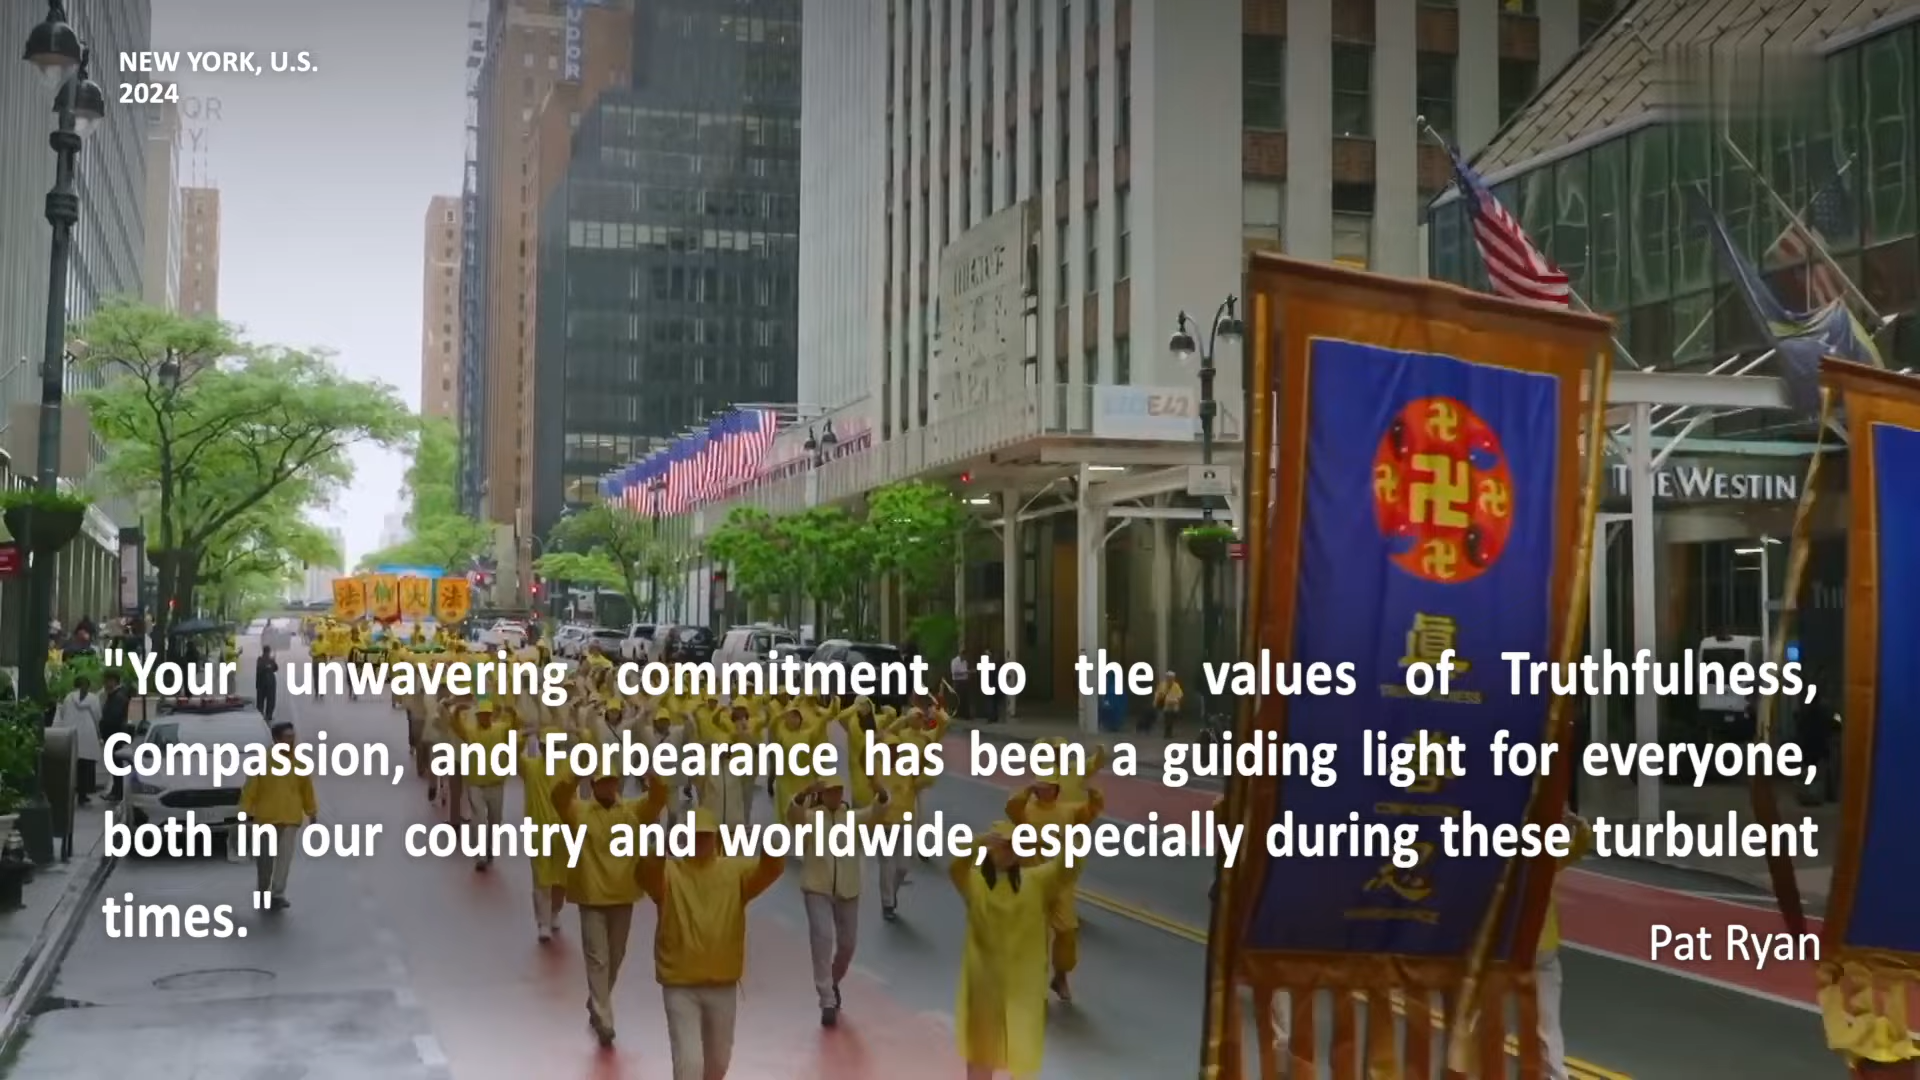 NEW YORK, U.S.
2024
法 輪 大 法
THE WESTIN
眞
"Your unwavering commitment to the values of Truthfulness,
Compassion, and Forbearance has been a guiding light for everyone,
both in our country and worldwide, especially during these turbulent
times."
忍
Pat Ryan